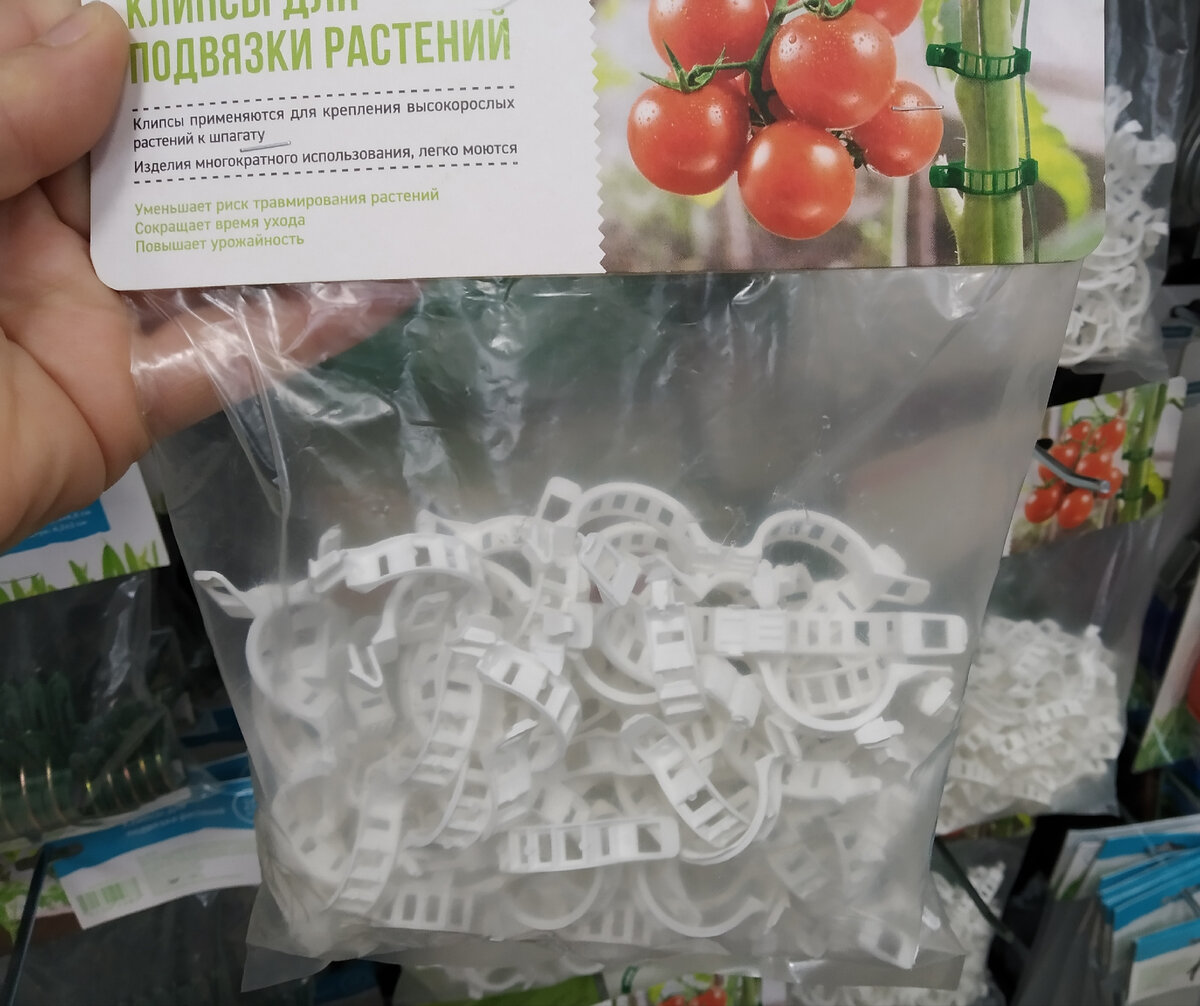 КЛИПСЫ ДЛЯ
ПОДВЯЗКИ РАСТЕНИЙ
Клипсы применяются для крепления высокорослых
растений к шпагату
Изделия многократного использования, легко моются
Уменьшает риск травмирования растений
Сокращает время ухода
Повышает урожайность